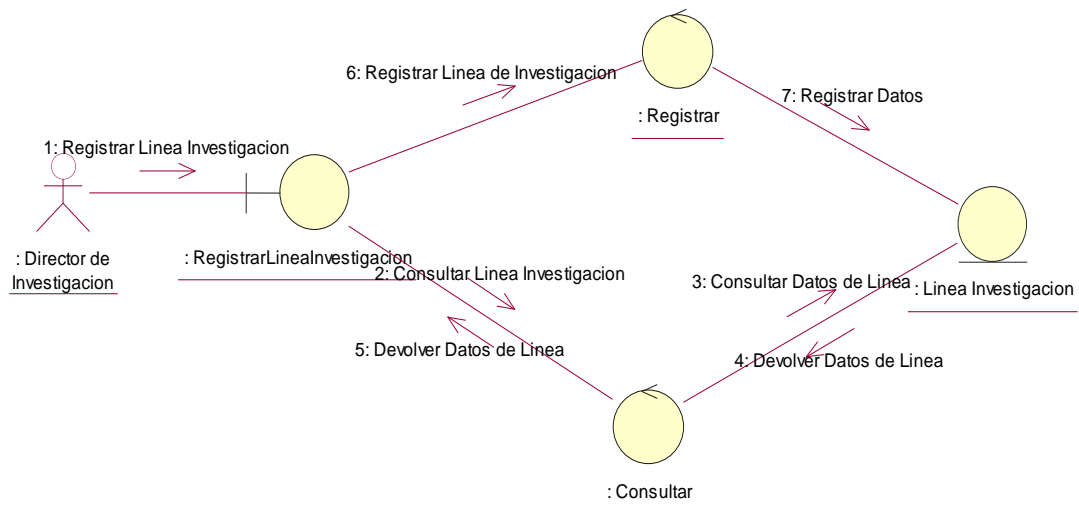 6: Registrar Linea de Investigacion
: Registrar
7: Registrar Datos
1: Registrar Linea Investigacion
: Director de
Investigacion
: RegistrarLineaInvestigacion
2: Consultar Linea Investigacion
3: Consultar Datos de Linea
: Linea Investigacion
5: Devolver Datos de Linea
4: Devolver Datos de Linea
: Consultar